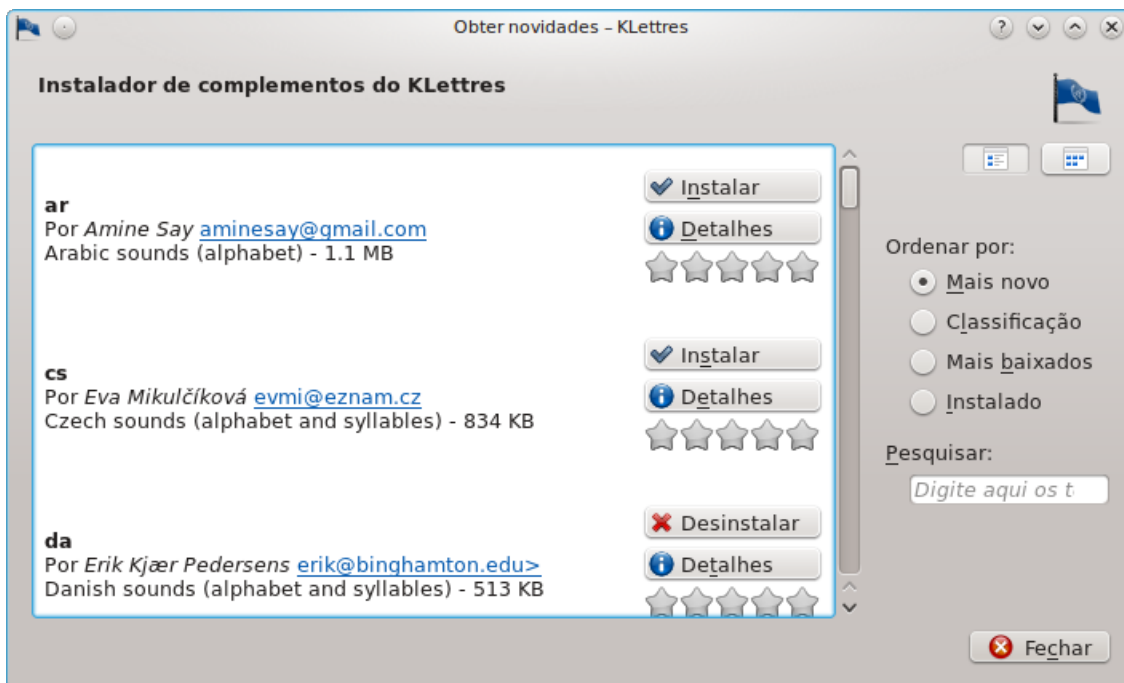 Obter novidades – KLettres
Instalador de complementos do KLettres
ar
Por Amine Say aminesay@gmail.com
Arabic sounds (alphabet) - 1.1 MB
Instalar
Detalhes
cs
Por Eva Mikulčíková evmi@eznam.cz
Czech sounds (alphabet and syllables) - 834 KB
Instalar
Detalhes
da
Por Erik Kjær Pedersens erik@binghamton.edu>
Danish sounds (alphabet and syllables) - 513 KB
Desinstalar
Detalhes
Ordenar por:
Mais novo
Classificação
Mais baixados
Instalado
Pesquisar:
Digite aqui os t
Fechar